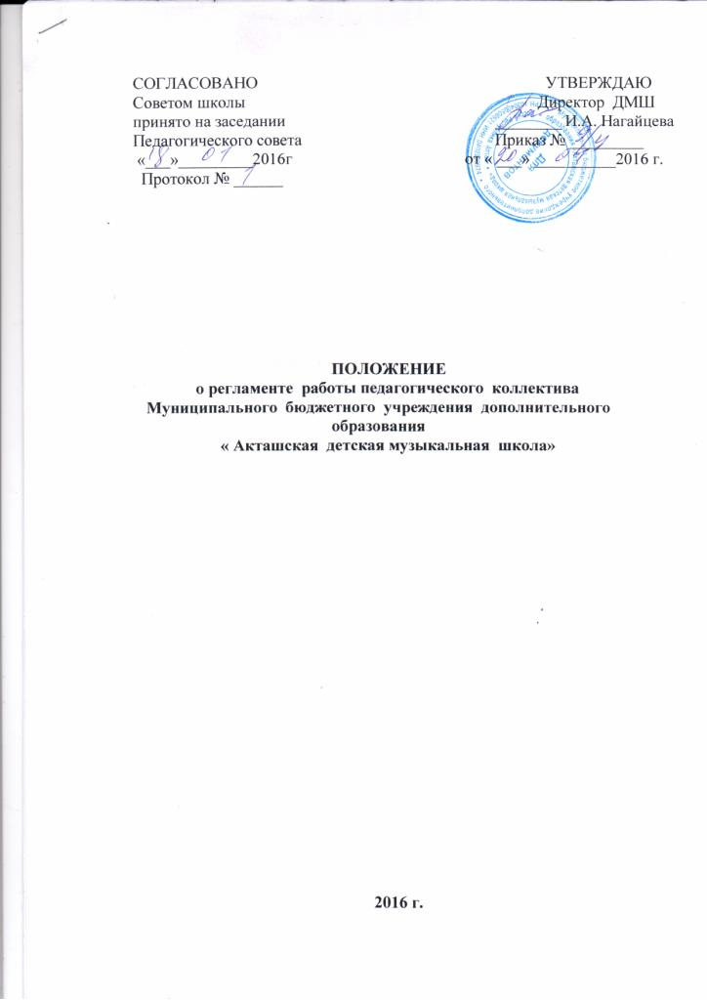 СОГЛАСОВАНО
Советом школы
принято на заседании
Педагогического совета
«18» 01 2016г
Протокол № 1
УТВЕРЖДАЮ
Директор ДМШ
И.А. Нагайцева
Приказ №
от «20» 2016 г.
Для документов
ПОЛОЖЕНИЕ
о регламенте работы педагогического коллектива
Муниципального бюджетного учреждения дополнительного
образования
« Акташская детская музыкальная школа»
2016 г.